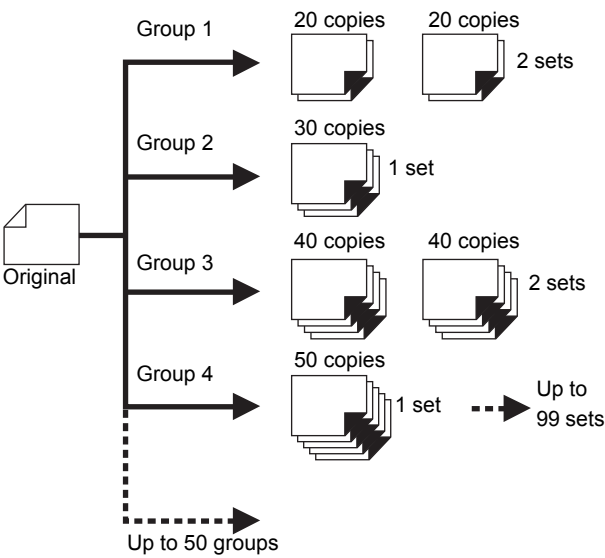 Group 1
20 copies 20 copies
2 sets
Group 2
30 copies
1 set
Original
Group 3
40 copies 40 copies
2 sets
Group 4
50 copies
1 set
Up to
99 sets
Up to 50 groups